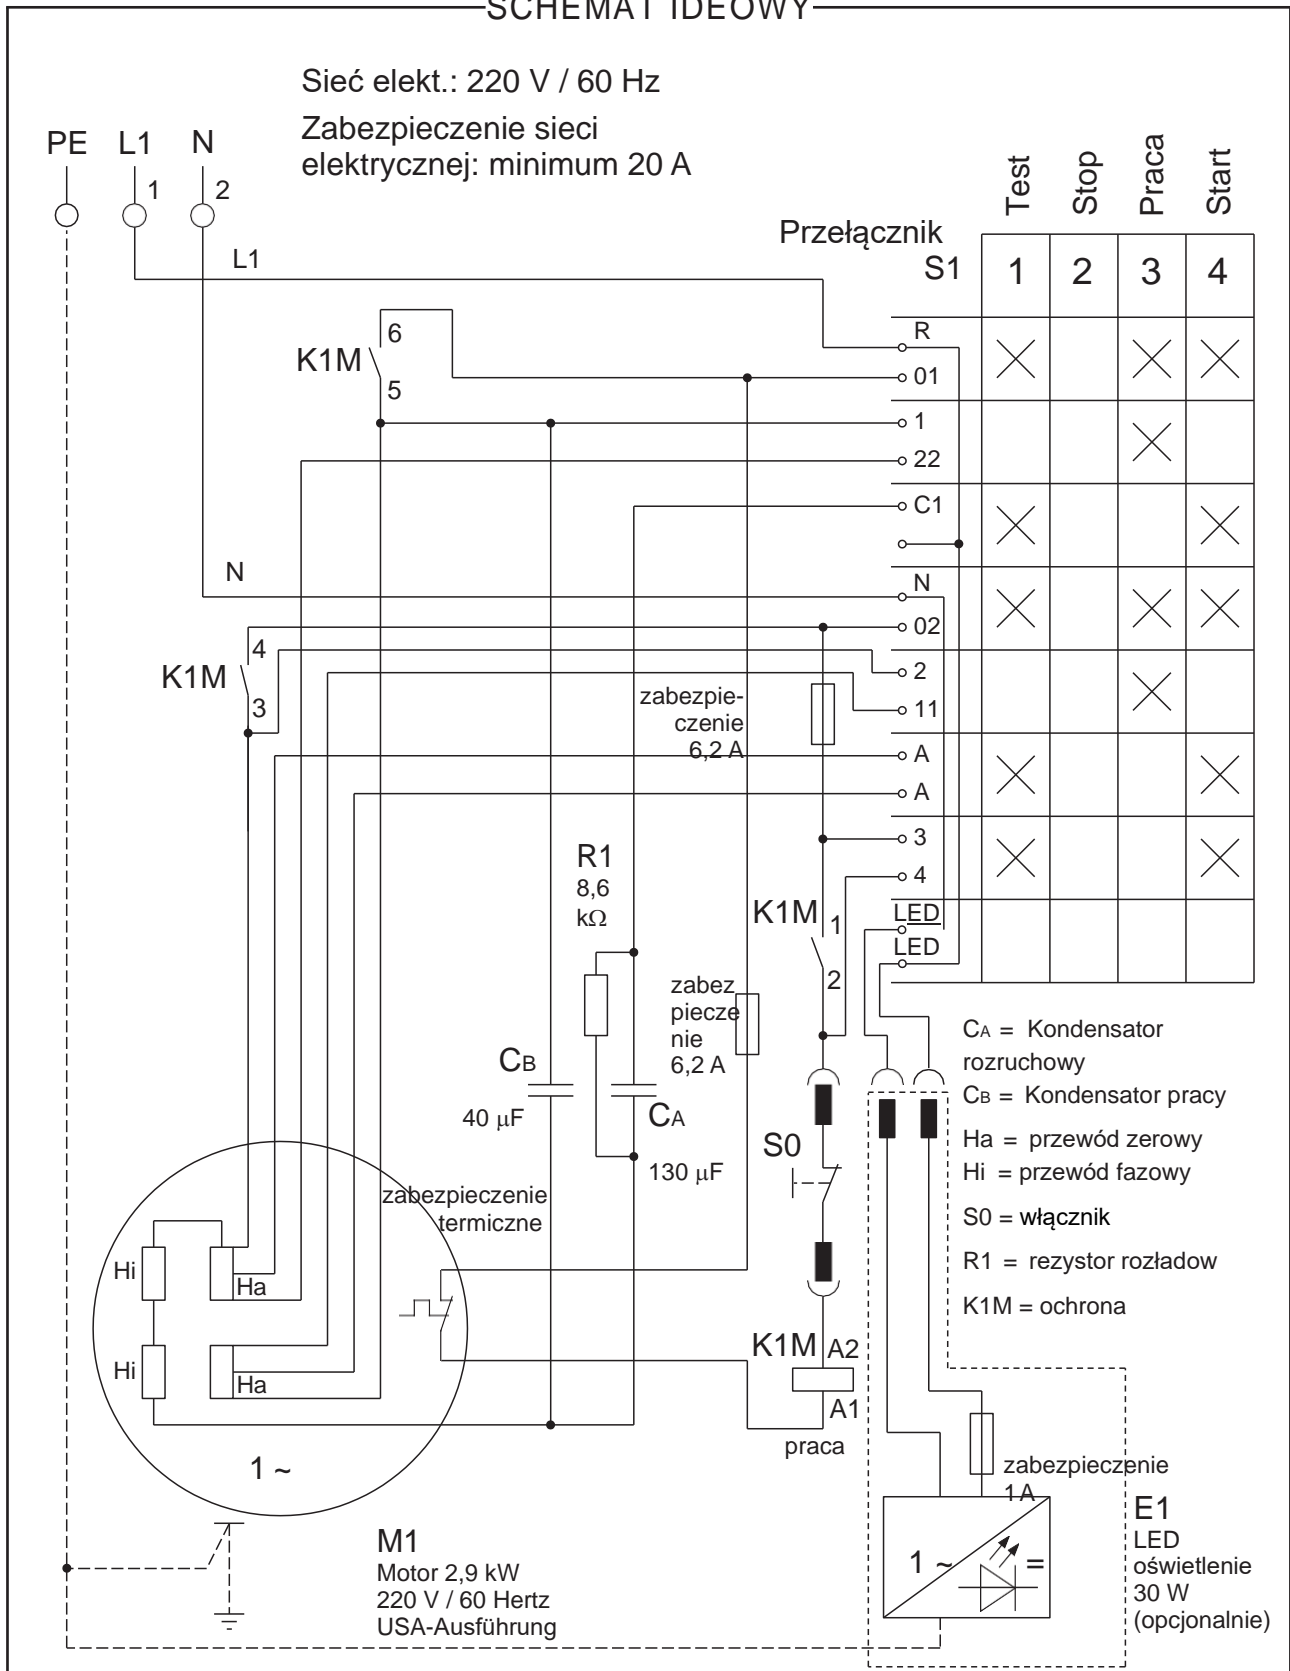 SCHEMAT IDEOWY
Sieć elekt.: 220 V / 60 Hz
Zabezpieczenie sieci
elektrycznej: minimum 20 A
PE L1 N
1 2
Test
Stop
Praca
Start
Przełącznik
S1 1 2 3 4
L1
R
01
6
K1M
5
1
22
C1
N
N
02
4
K1M
3
2
11
zabezpie-
czenie
6,2 A
A
A
3
4
R1
8,6
kΩ
K1M 1
2
LED
LED
zabez
piecze
nie
6,2 A
CB
40 µF
CA
130 µF
S0
CA = Kondensator
rozruchowy
CB = Kondensator pracy
Ha = przewód zerowy
Hi = przewód fazowy
S0 = włącznik
R1 = rezystor rozładow
K1M = ochrona
zabezpieczenie
termiczne
Hi
Ha
Hi
Ha
1 ~
K1M A2
A1
praca
zabezpieczenie
1A
E1
LED
oświetlenie
30 W
(opcjonalnie)
1 ~ =
M1
Motor 2,9 kW
220 V / 60 Hertz
USA-Ausführung